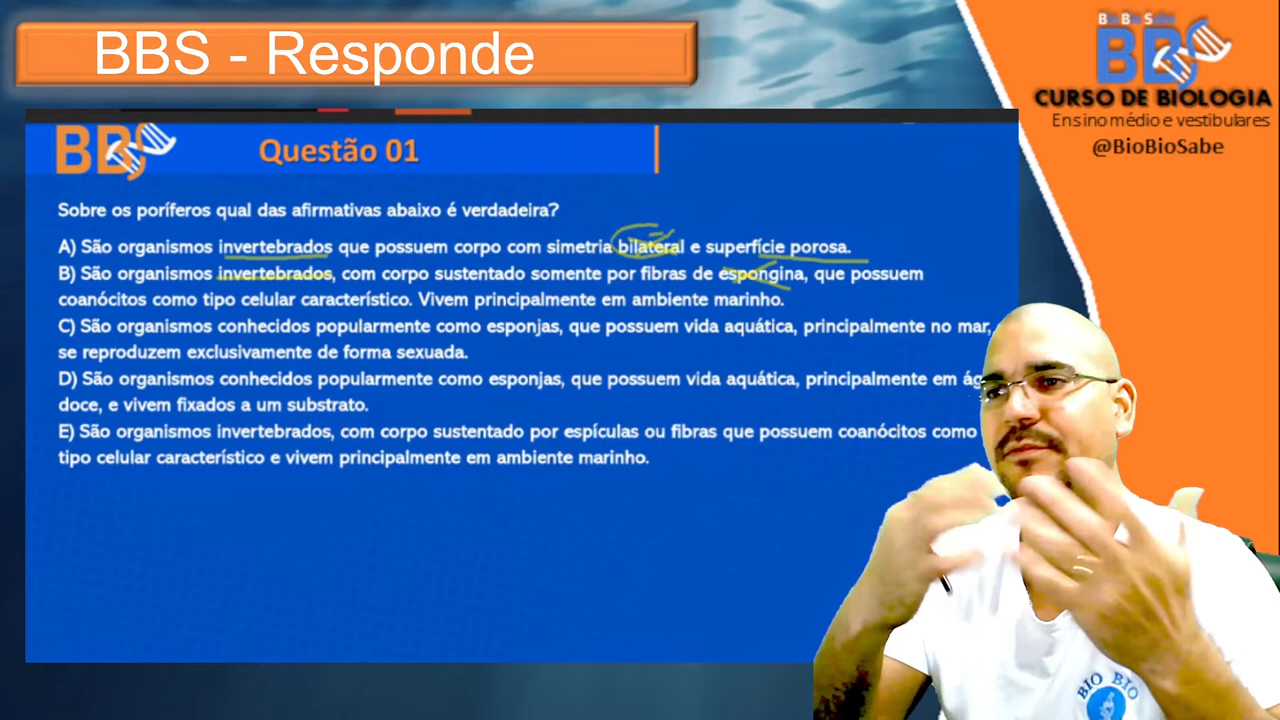 BBS - Responde
BBS
CURSO DE BIOLOGIA
Ensino médio e vestibulares
@BioBioSabe
BBS
Questão 01
Sobre os poríferos qual das afirmativas abaixo é verdadeira?
A) São organismos invertebrados que possuem corpo com simetria bilateral e superfície porosa.
B) São organismos invertebrados, com corpo sustentado somente por fibras de espongina, que possuem
coanócitos como tipo celular característico. Vivem principalmente em ambiente marinho.
C) São organismos conhecidos popularmente como esponjas, que possuem vida aquática, principalmente no mar,
se reproduzem exclusivamente de forma sexuada.
D) São organismos conhecidos popularmente como esponjas, que possuem vida aquática, principalmente em ág
doce, e vivem fixados a um substrato.
E) São organismos invertebrados, com corpo sustentado por espículas ou fibras que possuem coanócitos como
tipo celular característico e vivem principalmente em ambiente marinho.
BIO BIO